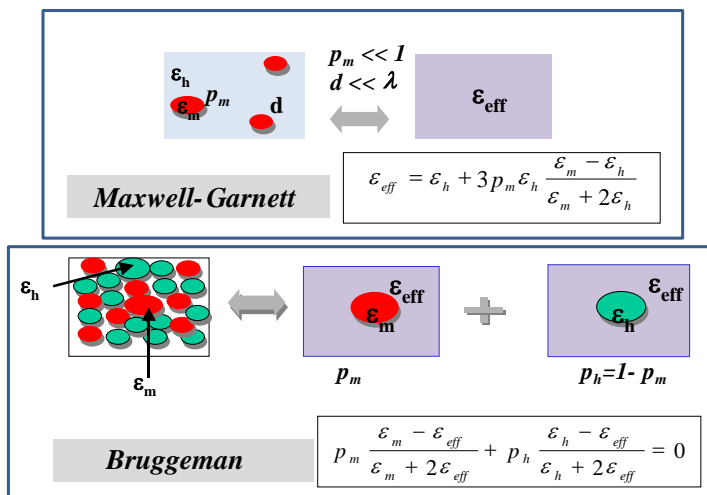 p_m << 1
d << λ
ε_h
ε_m p_m
d
ε_eff
Maxwell- Garnett
ε_eff = ε_h + 3 p_m ε_h (ε_m − ε_h) / (ε_m + 2ε_h)
ε_h
ε_m
ε_eff
ε_m
p_m
ε_eff
ε_h
p_h=1- p_m
Bruggeman
p_m (ε_m − ε_eff) / (ε_m + 2ε_eff) + p_h (ε_h − ε_eff) / (ε_h + 2ε_eff) = 0